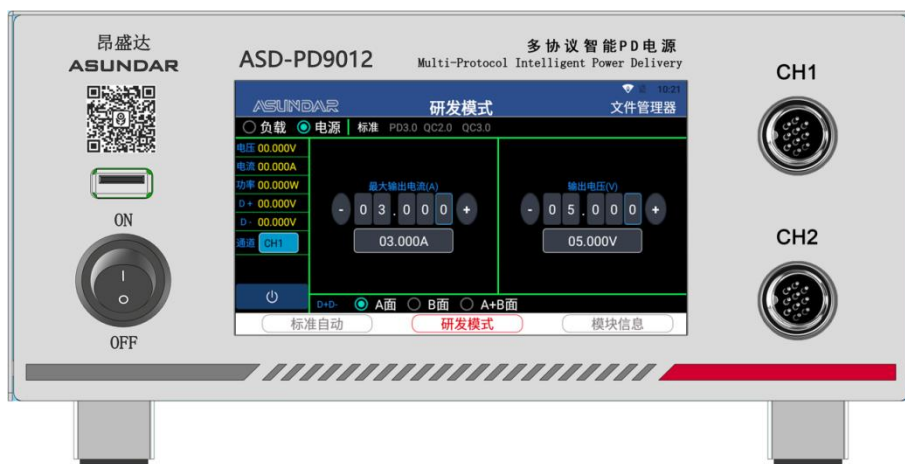 昂盛达
ASUNDAR
ASD-PD9012
多协议智能PD电源
Multi-Protocol Intelligent Power Delivery
CH1
10:21
ASUNDAR
研发模式
文件管理器
负载 电源 标准 PD3.0 QC2.0 QC3.0
电压 00.000V
电流 00.000A
功率 00.000W
D+ 00.000V
D- 00.000V
通道 CH1
最大输出电流(A)
- 0 3 . 0 0 0 +
03.000A
输出电压(V)
- 0 5 . 0 0 0 +
05.000V
D+D- A面 B面 A+B面
标准自动
研发模式
模块信息
ON
OFF
CH2